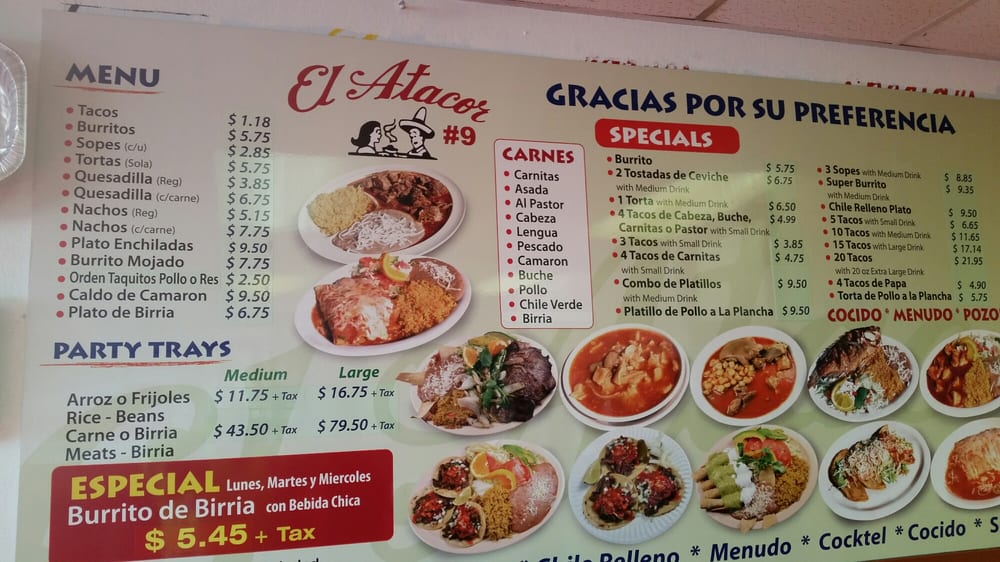 MENU
• Tacos $ 1.18
• Burritos $ 5.75
• Sopes (c/u) $ 2.85
• Tortas (Sola) $ 5.75
• Quesadilla (Reg) $ 3.85
• Quesadilla (c/carne) $ 6.75
• Nachos (Reg) $ 5.15
• Nachos (c/carne) $ 7.75
• Plato Enchiladas $ 9.50
• Burrito Mojado $ 7.75
• Orden Taquitos Pollo o Res $ 2.50
• Caldo de Camaron $ 9.50
• Plato de Birria $ 6.75
PARTY TRAYS
Medium Large
Arroz o Frijoles $ 11.75 + Tax $ 16.75 + Tax
Rice - Beans
Carne o Birria $ 43.50 + Tax $ 79.50 + Tax
Meats - Birria
ESPECIAL Lunes, Martes y Miercoles
Burrito de Birria con Bebida Chica
$ 5.45 + Tax
El Atacor
#9
GRACIAS POR SU PREFERENCIA
CARNES
• Carnitas
• Asada
• Al Pastor
• Cabeza
• Lengua
• Pescado
• Camaron
• Buche
• Pollo
• Chile Verde
• Birria
SPECIALS
• Burrito $ 5.75
• 2 Tostadas de Ceviche $ 6.75
with Medium Drink
• 1 Torta with Medium Drink $ 6.50
• 4 Tacos de Cabeza, Buche, $ 4.99
Carnitas o Pastor with Small Drink
• 3 Tacos with Small Drink $ 3.85
• 4 Tacos de Carnitas $ 4.75
with Small Drink
• Combo de Platillos $ 9.50
with Medium Drink
• Platillo de Pollo a La Plancha $ 9.50
• 3 Sopes with Medium Drink $ 8.85
• Super Burrito $ 9.35
with Medium Drink
• Chile Relleno Plato $ 9.50
• 5 Tacos with Small Drink $ 6.65
• 10 Tacos with Medium Drink $ 11.65
• 15 Tacos with Large Drink $ 17.14
• 20 Tacos $ 21.95
with 20 oz Extra Large Drink
• 4 Tacos de Papa $ 4.90
• Torta de Pollo a la Plancha $ 5.75
COCIDO * MENUDO * POZO
* Menudo * Cocktel * Cocido * S